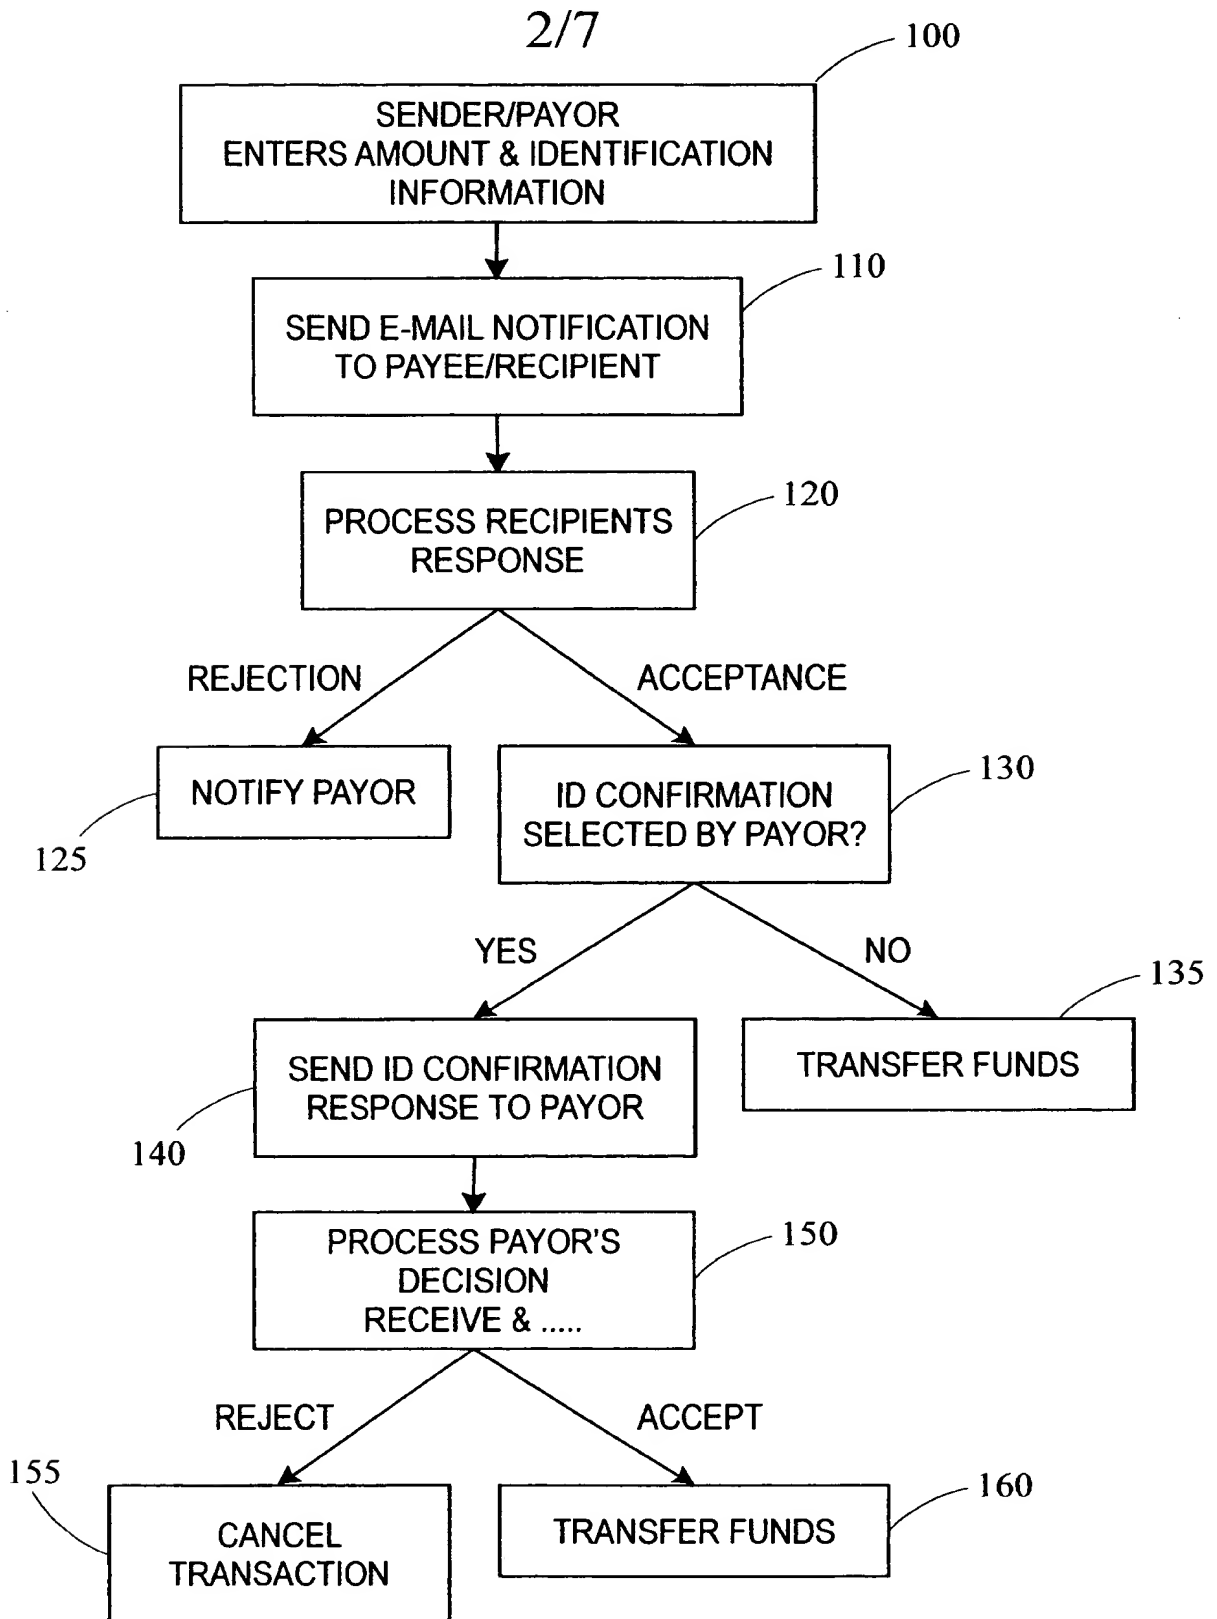 2/7
100
SENDER/PAYOR
ENTERS AMOUNT & IDENTIFICATION
INFORMATION
110
SEND E-MAIL NOTIFICATION
TO PAYEE/RECIPIENT
120
PROCESS RECIPIENTS
RESPONSE
REJECTION
ACCEPTANCE
NOTIFY PAYOR
125
130
ID CONFIRMATION
SELECTED BY PAYOR?
YES
NO
135
SEND ID CONFIRMATION
RESPONSE TO PAYOR
140
TRANSFER FUNDS
150
PROCESS PAYOR'S
DECISION
RECEIVE & .....
REJECT
ACCEPT
155
CANCEL
TRANSACTION
160
TRANSFER FUNDS